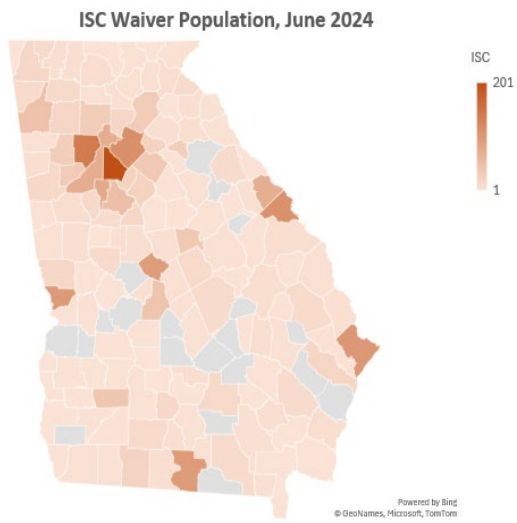 ISC Waiver Population, June 2024
ISC
201
1
Powered by Bing
© GeoNames, Microsoft, TomTom